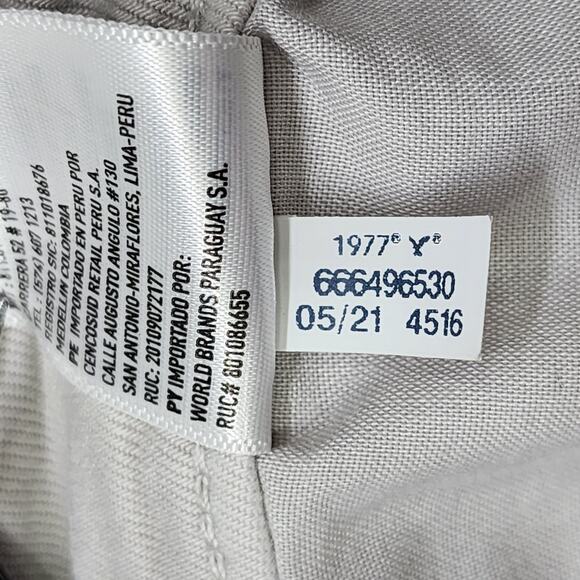 CARRERA 52 # 19-80
TEL: (574) 607 1213
REGISTRO SIC: 811018676
MEDELLIN COLOMBIA
PE IMPORTADO EN PERU POR
CENCOSUD RETAIL PERU S.A.
CALLE AUGUSTO ANGULO #130
SAN ANTONIO-MIRAFLORES, LIMA-PERU
RUC: 20109072177
PY IMPORTADO POR:
WORLD BRANDS PARAGUAY S.A.
RUC# 801086655
1977®
666496530
05/21 4516